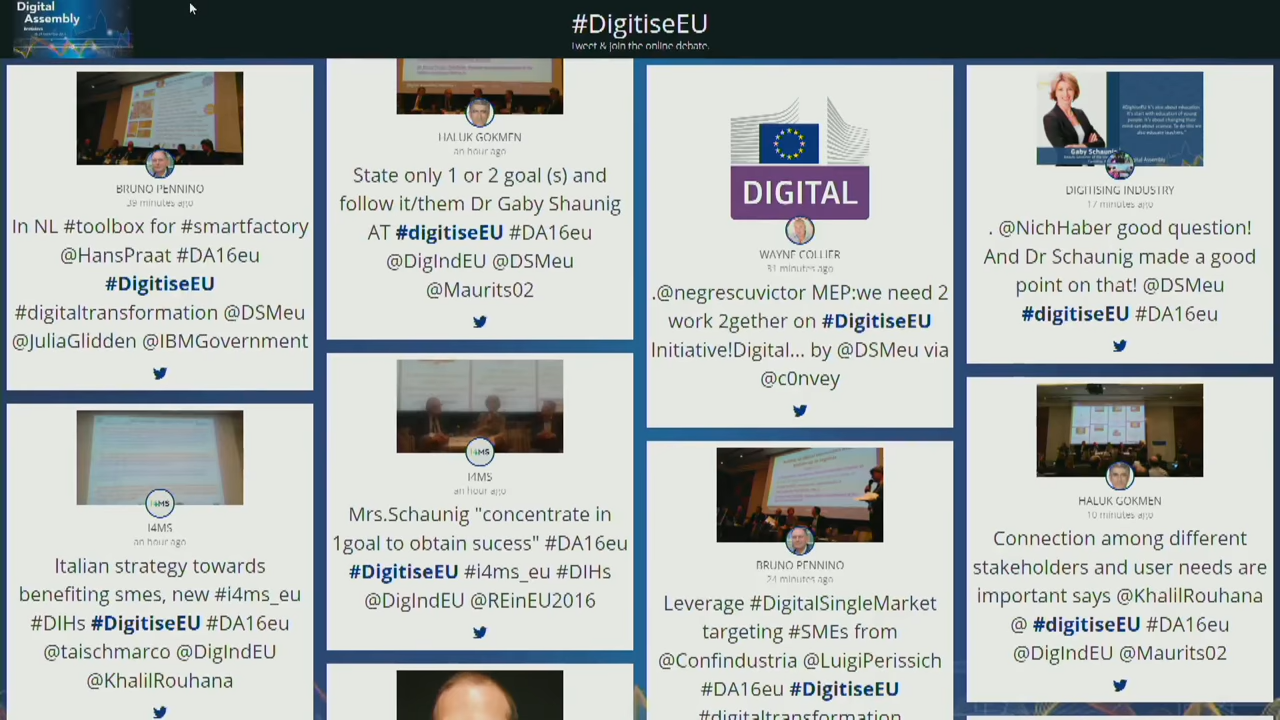 Digital
Assembly
#DigitiseEU
Tweet & join the online debate.
BRUNO PENNINO
39 minutes ago
In NL #toolbox for #smartfactory
@HansPraat #DA16eu
#DigitiseEU
#digitaltransformation @DSMeu
@JuliaGlidden @IBMGovernment
I4MS
I4MS
an hour ago
Italian strategy towards
benefiting smes, new #i4ms_eu
#DIHs #DigitiseEU #DA16eu
@taischmarco @DigIndEU
@KhalilRouhana
HALUK GOKMEN
an hour ago
State only 1 or 2 goal (s) and
follow it/them Dr Gaby Shaunig
AT #digitiseEU #DA16eu
@DigIndEU @DSMeu
@Maurits02
I4MS
I4MS
an hour ago
Mrs.Schaunig "concentrate in
1goal to obtain sucess" #DA16eu
#DigitiseEU #i4ms_eu #DIHs
@DigIndEU @REinEU2016
DIGITAL
WAYNE COLLIER
31 minutes ago
.@negrescuvictor MEP:we need 2
work 2gether on #DigitiseEU
Initiative!Digital... by @DSMeu via
@c0nvey
BRUNO PENNINO
24 minutes ago
Leverage #DigitalSingleMarket
targeting #SMEs from
@Confindustria @LuigiPerissich
#DA16eu #DigitiseEU
#digitaltransformation
Gaby Schaunig
DIGITISING INDUSTRY
17 minutes ago
. @NichHaber good question!
And Dr Schaunig made a good
point on that! @DSMeu
#digitiseEU #DA16eu
HALUK GOKMEN
10 minutes ago
Connection among different
stakeholders and user needs are
important says @KhalilRouhana
@ #digitiseEU #DA16eu
@DigIndEU @Maurits02